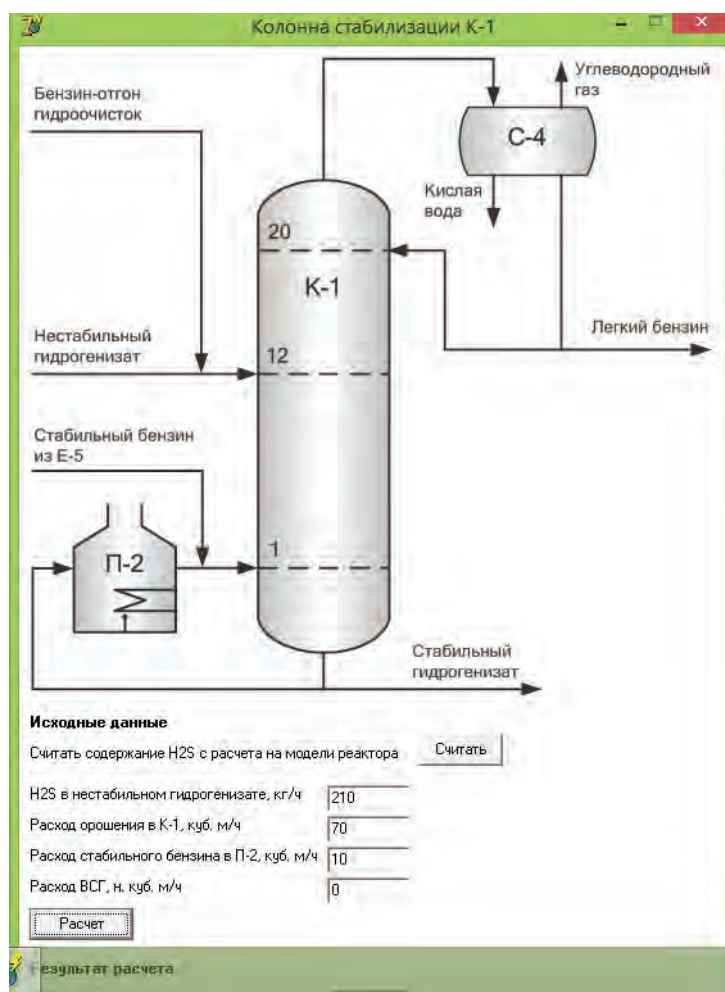 Колонна стабилизации К-1
Бензин-отгон
гидроочисток
Углеводородный
газ
С-4
Кислая
вода
20
К-1
Нестабильный
гидрогенизат
12
Легкий бензин
Стабильный бензин
из Е-5
П-2
1
Стабильный
гидрогенизат
Исходные данные
Считать содержание H2S с расчета на модели реактора
Считать
H2S в нестабильном гидрогенизате, кг/ч
210
Расход орошения в К-1, куб. м/ч
70
Расход стабильного бензина в П-2, куб. м/ч
10
Расход ВСГ, н. куб. м/ч
0
Расчет
езультат расчета